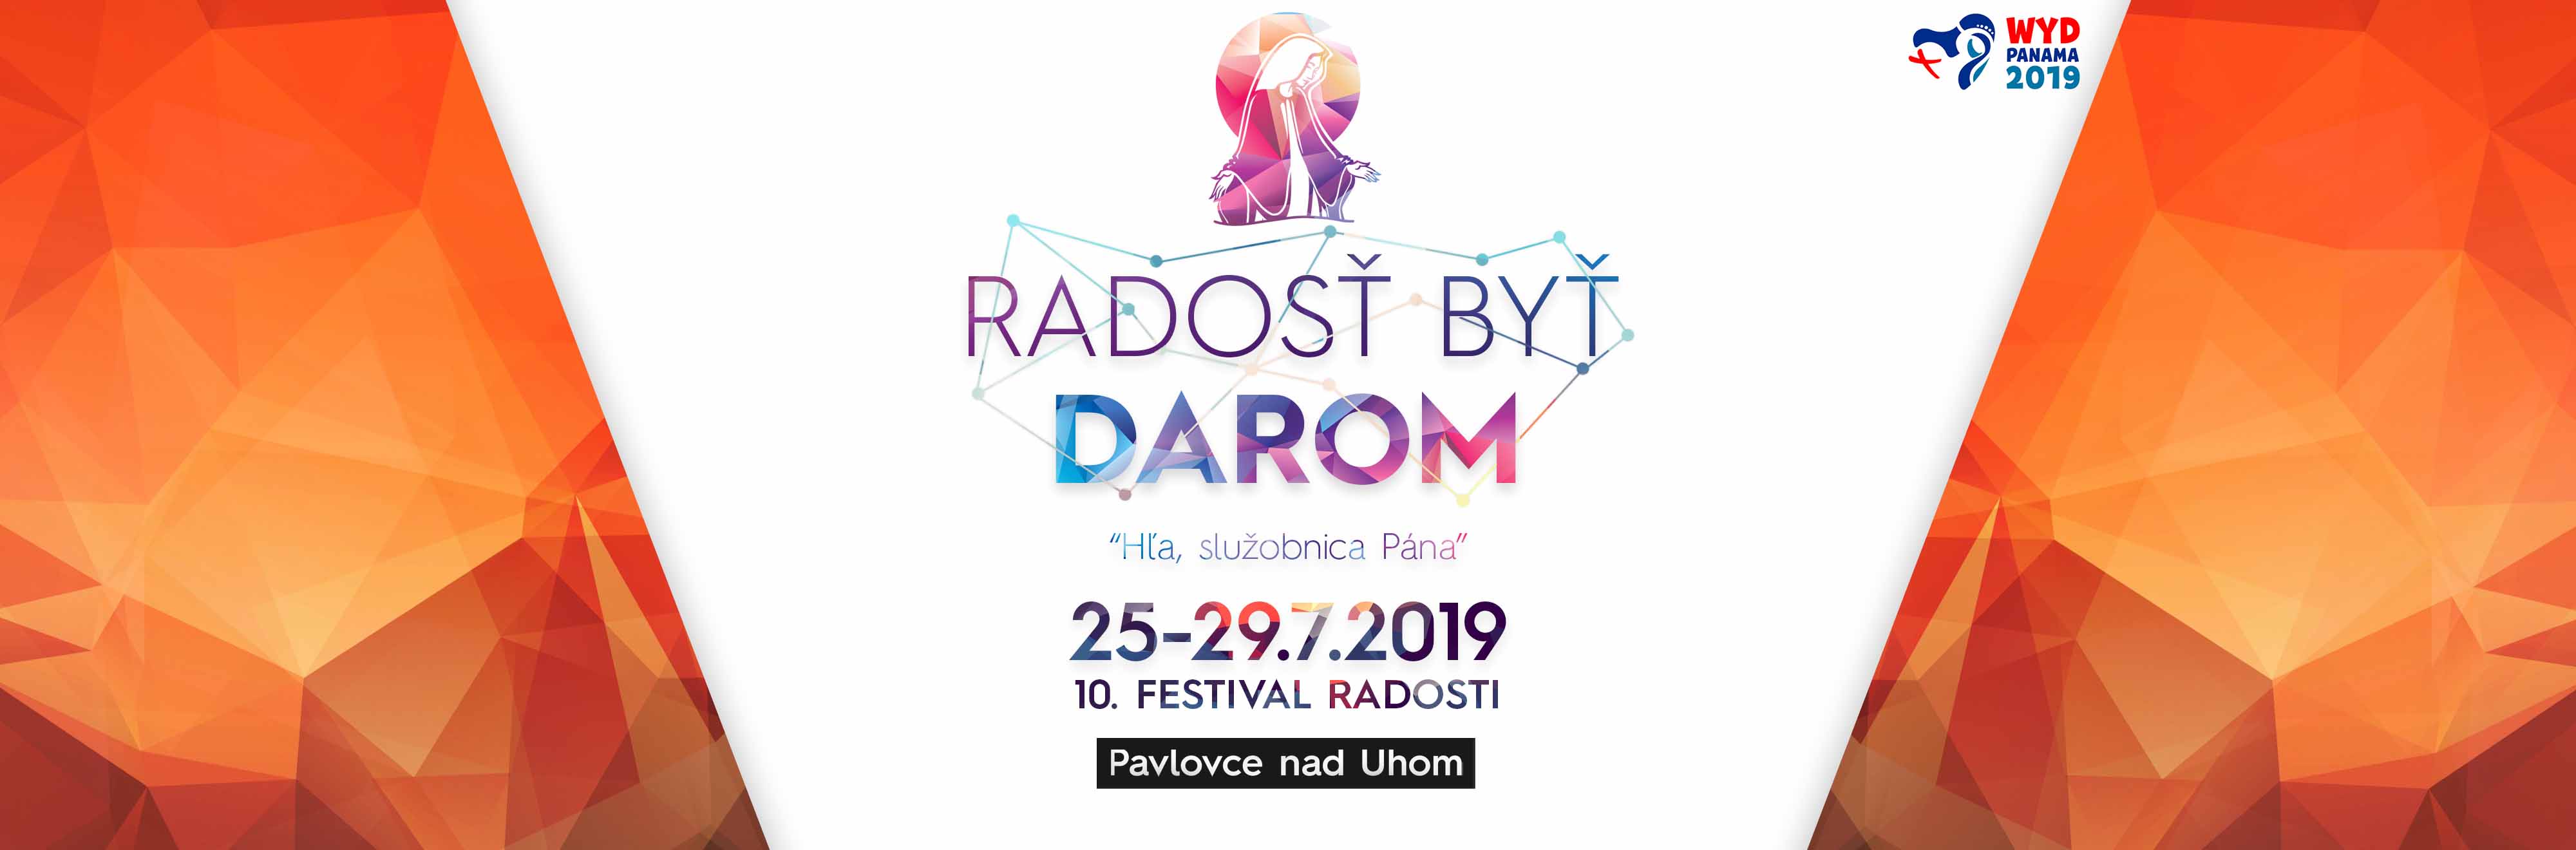 WYD
PANAMA
2019
RADOSŤ BYŤ
DAROM
“Hľa, služobnica Pána”
25-29.7.2019
10. FESTIVAL RADOSTI
Pavlovce nad Uhom